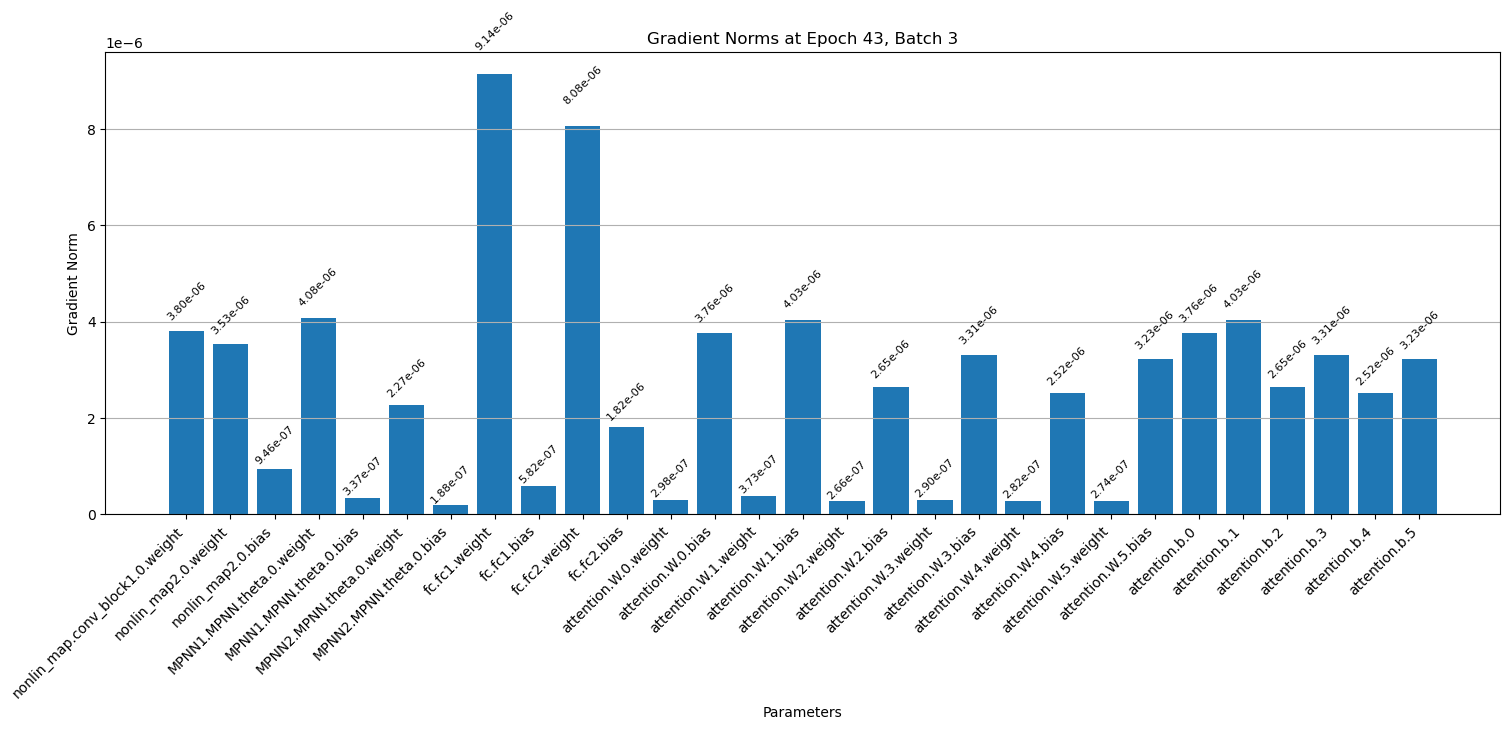 Gradient Norms at Epoch 43, Batch 3
1e−6
Gradient Norm
8
6
4
2
0
3.80e-06
3.53e-06
9.46e-07
4.08e-06
3.37e-07
2.27e-06
1.88e-07
9.14e-06
5.82e-07
8.08e-06
1.82e-06
2.98e-07
3.76e-06
3.73e-07
4.03e-06
2.66e-07
2.65e-06
2.90e-07
3.31e-06
2.82e-07
2.52e-06
2.74e-07
3.23e-06
3.76e-06
4.03e-06
2.65e-06
3.31e-06
2.52e-06
3.23e-06
nonlin_map.conv_block1.0.weight
nonlin_map2.0.weight
nonlin_map2.0.bias
MPNN1.MPNN.theta.0.weight
MPNN1.MPNN.theta.0.bias
MPNN2.MPNN.theta.0.weight
MPNN2.MPNN.theta.0.bias
fc.fc1.weight
fc.fc1.bias
fc.fc2.weight
fc.fc2.bias
attention.W.0.weight
attention.W.0.bias
attention.W.1.weight
attention.W.1.bias
attention.W.2.weight
attention.W.2.bias
attention.W.3.weight
attention.W.3.bias
attention.W.4.weight
attention.W.4.bias
attention.W.5.weight
attention.W.5.bias
attention.b.0
attention.b.1
attention.b.2
attention.b.3
attention.b.4
attention.b.5
Parameters